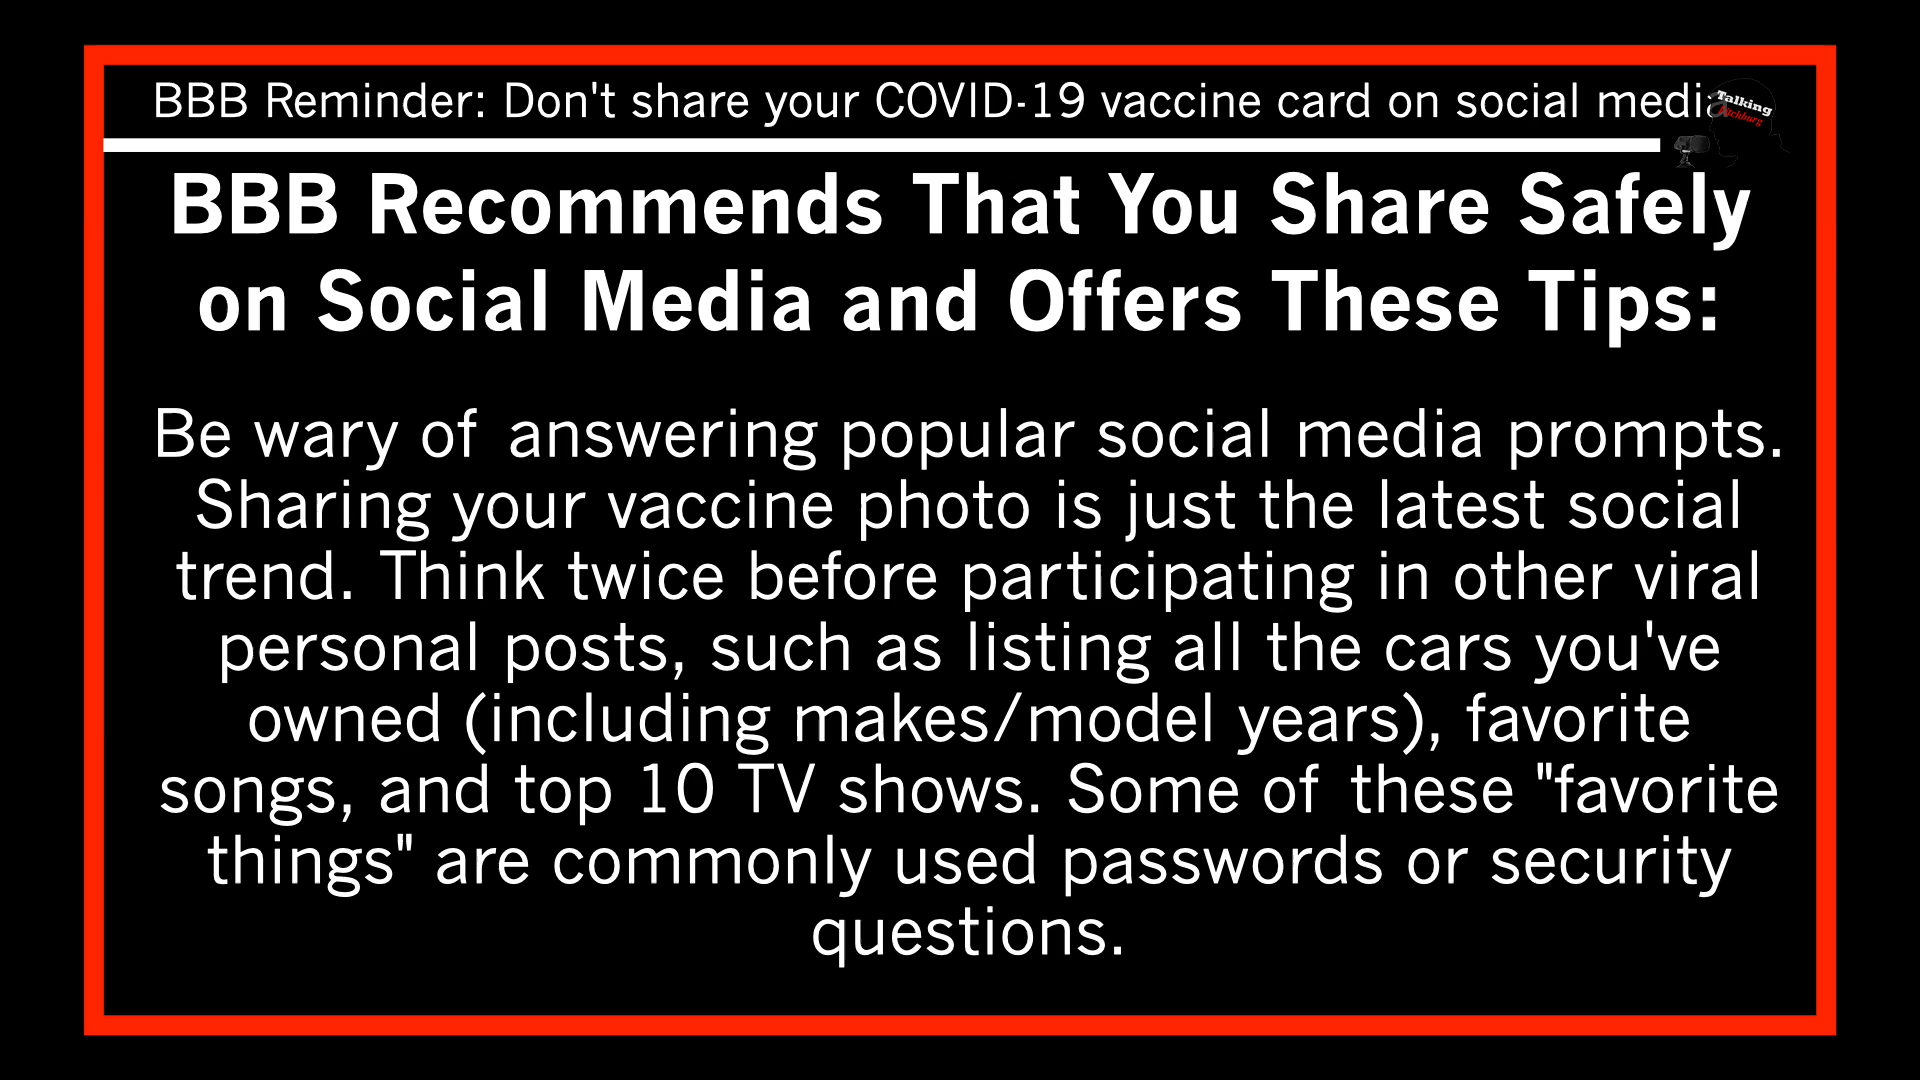 BBB Reminder: Don't share your COVID-19 vaccine card on social media
Talking
Fitchburg
BBB Recommends That You Share Safely
on Social Media and Offers These Tips:
Be wary of answering popular social media prompts.
Sharing your vaccine photo is just the latest social
trend. Think twice before participating in other viral
personal posts, such as listing all the cars you've
owned (including makes/model years), favorite
songs, and top 10 TV shows. Some of these "favorite
things" are commonly used passwords or security
questions.